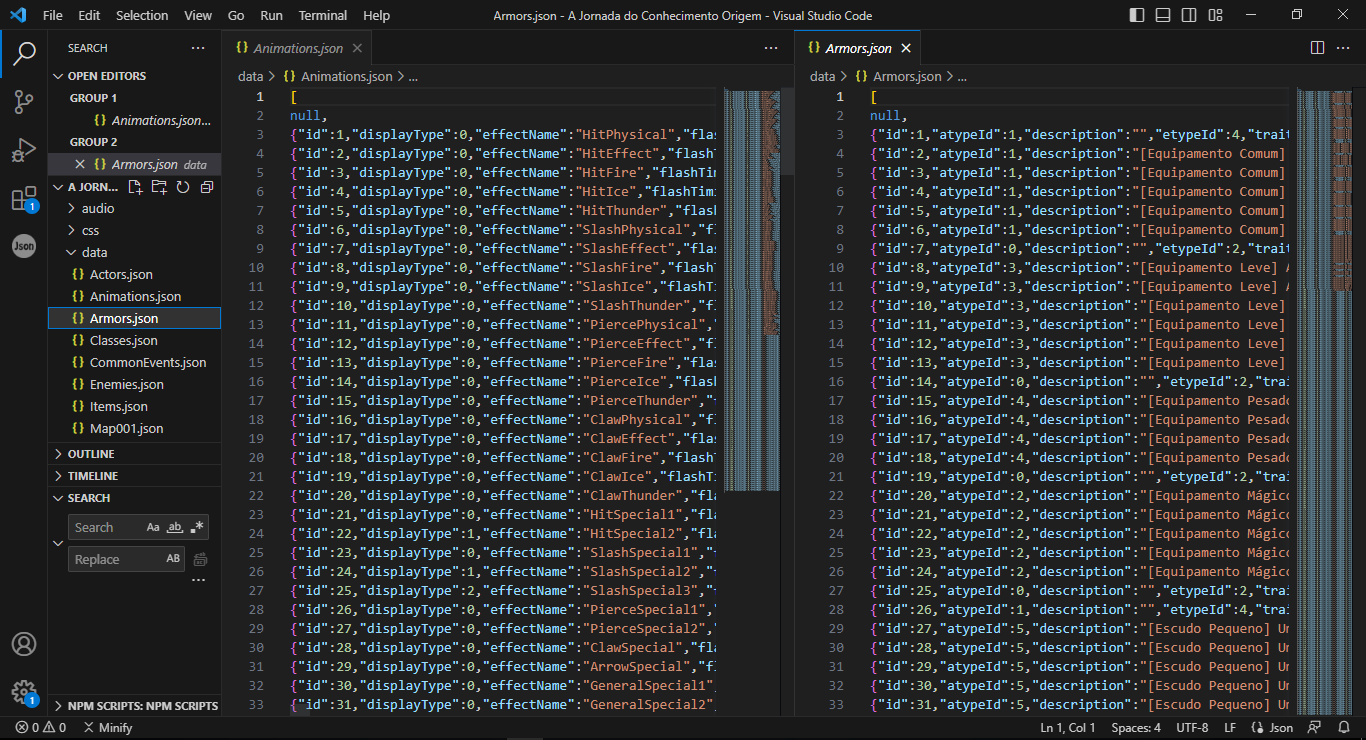 File Edit Selection View Go Run Terminal Help
Armors.json - A Jornada do Conhecimento Origem - Visual Studio Code
1
Json
1
SEARCH
OPEN EDITORS
GROUP 1
{} Animations.json...
GROUP 2
{} Armors.json data
A JORN...
audio
css
data
{} Actors.json
{} Animations.json
{} Armors.json
{} Classes.json
{} CommonEvents.json
{} Enemies.json
{} Items.json
{} Map001.json
OUTLINE
TIMELINE
SEARCH
Search Aa ab .*
Replace AB
...
NPM SCRIPTS: NPM SCRIPTS
{} Animations.json
data > {} Animations.json > ...
1 [
2 null,
3 {"id":1,"displayType":0,"effectName":"HitPhysical","flas
4 {"id":2,"displayType":0,"effectName":"HitEffect","flashT
5 {"id":3,"displayType":0,"effectName":"HitFire","flashTim
6 {"id":4,"displayType":0,"effectName":"HitIce","flashTimi
7 {"id":5,"displayType":0,"effectName":"HitThunder","flash
8 {"id":6,"displayType":0,"effectName":"SlashPhysical","fl
9 {"id":7,"displayType":0,"effectName":"SlashEffect","flas
10 {"id":8,"displayType":0,"effectName":"SlashFire","flashT
11 {"id":9,"displayType":0,"effectName":"SlashIce","flashTi
12 {"id":10,"displayType":0,"effectName":"SlashThunder","fl
13 {"id":11,"displayType":0,"effectName":"PiercePhysical","
14 {"id":12,"displayType":0,"effectName":"PierceEffect","fl
15 {"id":13,"displayType":0,"effectName":"PierceFire","flas
16 {"id":14,"displayType":0,"effectName":"PierceIce","flash
17 {"id":15,"displayType":0,"effectName":"PierceThunder","f
18 {"id":16,"displayType":0,"effectName":"ClawPhysical","fl
19 {"id":17,"displayType":0,"effectName":"ClawEffect","flas
20 {"id":18,"displayType":0,"effectName":"ClawFire","flashT
21 {"id":19,"displayType":0,"effectName":"ClawIce","flashTi
22 {"id":20,"displayType":0,"effectName":"ClawThunder","fla
23 {"id":21,"displayType":0,"effectName":"HitSpecial1","fla
24 {"id":22,"displayType":1,"effectName":"HitSpecial2","fla
25 {"id":23,"displayType":0,"effectName":"SlashSpecial1","f
26 {"id":24,"displayType":1,"effectName":"SlashSpecial2","f
27 {"id":25,"displayType":2,"effectName":"SlashSpecial3","f
28 {"id":26,"displayType":0,"effectName":"PierceSpecial1","
29 {"id":27,"displayType":0,"effectName":"PierceSpecial2","
30 {"id":28,"displayType":0,"effectName":"ClawSpecial","fla
31 {"id":29,"displayType":0,"effectName":"ArrowSpecial","fl
32 {"id":30,"displayType":0,"effectName":"GeneralSpecial1",
33 {"id":31,"displayType":0,"effectName":"GeneralSpecial2",
{} Armors.json
data > {} Armors.json > ...
1 [
2 null,
3 {"id":1,"atypeId":1,"description":"","etypeId":4,"trait
4 {"id":2,"atypeId":1,"description":"[Equipamento Comum]
5 {"id":3,"atypeId":1,"description":"[Equipamento Comum]
6 {"id":4,"atypeId":1,"description":"[Equipamento Comum]
7 {"id":5,"atypeId":1,"description":"[Equipamento Comum]
8 {"id":6,"atypeId":1,"description":"[Equipamento Comum]
9 {"id":7,"atypeId":0,"description":"","etypeId":2,"trait
10 {"id":8,"atypeId":3,"description":"[Equipamento Leve] A
11 {"id":9,"atypeId":3,"description":"[Equipamento Leve] A
12 {"id":10,"atypeId":3,"description":"[Equipamento Leve]
13 {"id":11,"atypeId":3,"description":"[Equipamento Leve]
14 {"id":12,"atypeId":3,"description":"[Equipamento Leve]
15 {"id":13,"atypeId":3,"description":"[Equipamento Leve]
16 {"id":14,"atypeId":0,"description":"","etypeId":2,"trai
17 {"id":15,"atypeId":4,"description":"[Equipamento Pesado
18 {"id":16,"atypeId":4,"description":"[Equipamento Pesado
19 {"id":17,"atypeId":4,"description":"[Equipamento Pesado
20 {"id":18,"atypeId":4,"description":"[Equipamento Pesado
21 {"id":19,"atypeId":0,"description":"","etypeId":2,"trai
22 {"id":20,"atypeId":2,"description":"[Equipamento Mágico
23 {"id":21,"atypeId":2,"description":"[Equipamento Mágico
24 {"id":22,"atypeId":2,"description":"[Equipamento Mágico
25 {"id":23,"atypeId":2,"description":"[Equipamento Mágico
26 {"id":24,"atypeId":2,"description":"[Equipamento Mágico
27 {"id":25,"atypeId":0,"description":"","etypeId":2,"trai
28 {"id":26,"atypeId":1,"description":"","etypeId":4,"trai
29 {"id":27,"atypeId":5,"description":"[Escudo Pequeno] Um
30 {"id":28,"atypeId":5,"description":"[Escudo Pequeno] Um
31 {"id":29,"atypeId":5,"description":"[Escudo Pequeno] Um
32 {"id":30,"atypeId":5,"description":"[Escudo Pequeno] Um
33 {"id":31,"atypeId":5,"description":"[Escudo Pequeno] Um
0 0 Minify
Ln 1, Col 1 Spaces: 4 UTF-8 LF {} Json